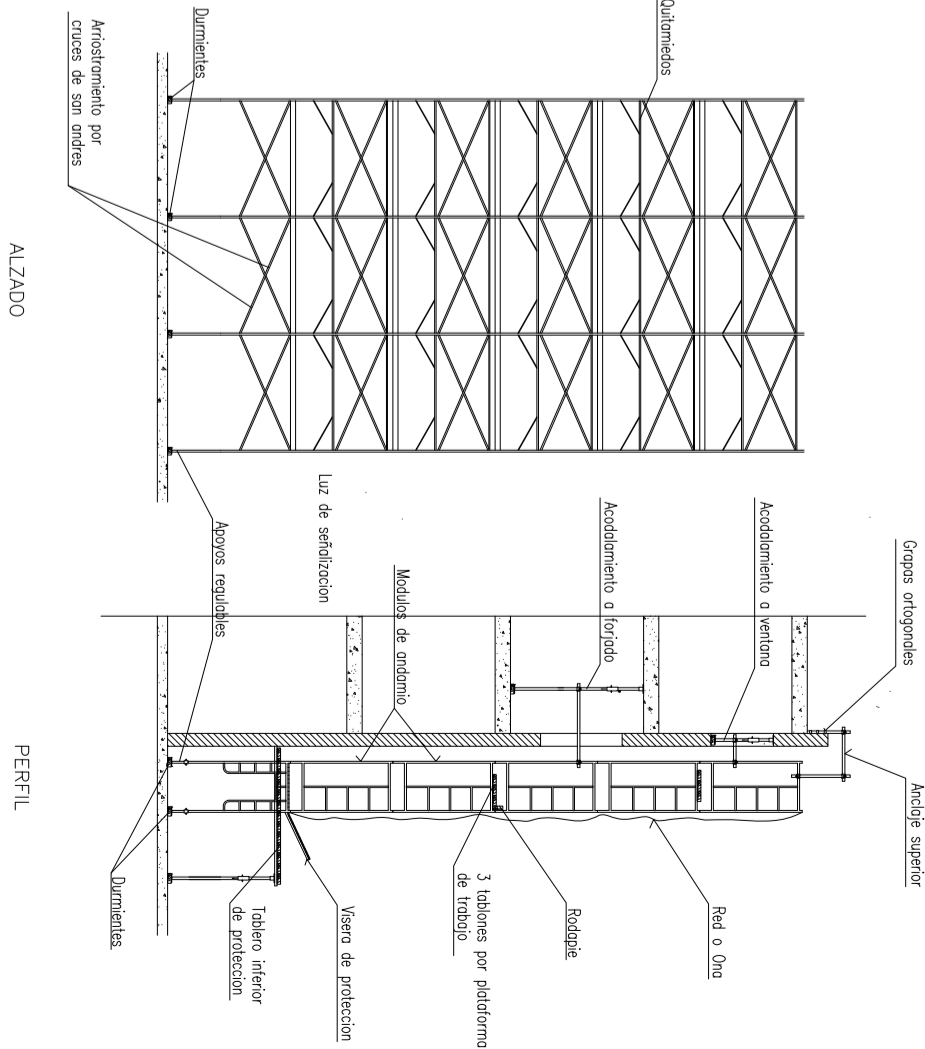 Quitamiedos
Durmientes
Arriostramiento por
cruces de san andres
ALZADO
Grapas ortogonales
Anclaje superior
Acodalamiento a ventana
Acodalamiento a forjado
Red o Ona
Luz de señalizacion
Modulos de andamio
Rodapie
3 tablones por plataforma
de trabajo
Apoyos regulables
Visera de proteccion
Tablero inferior
de proteccion
Durmientes
PERFIL